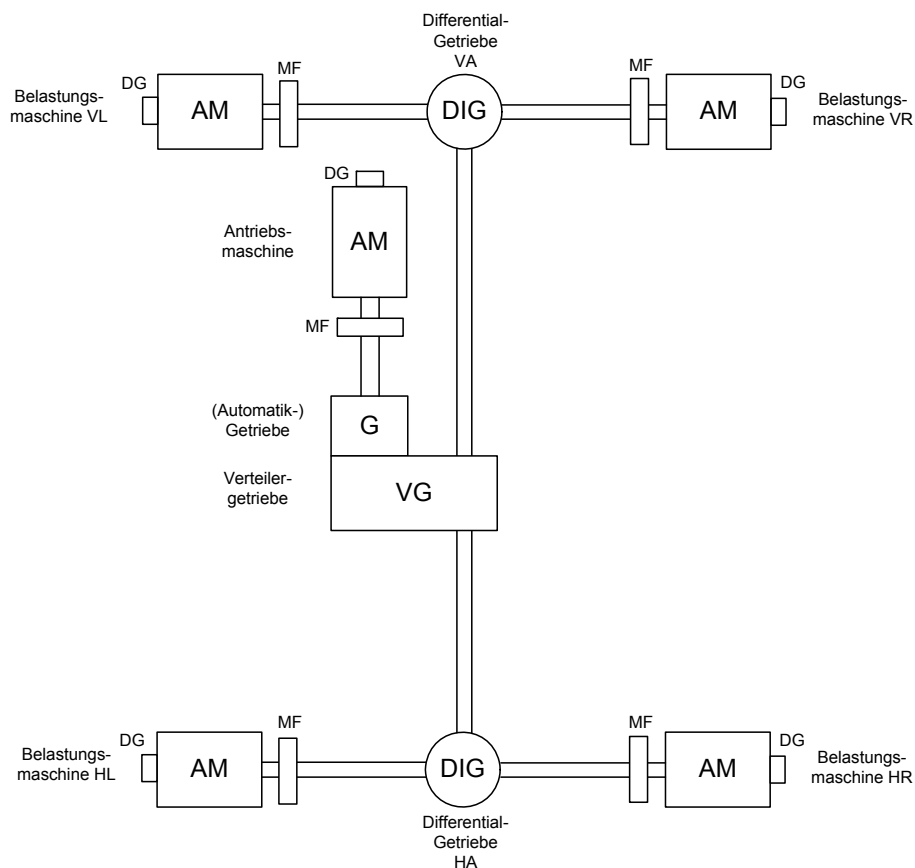 Differential-
Getriebe
VA
DG
MF
MF
DG
Belastungs-
maschine VL
AM
DIG
AM
Belastungs-
maschine VR
DG
Antriebs-
maschine
AM
MF
(Automatik-)
Getriebe
G
Verteiler-
getriebe
VG
DG
MF
MF
DG
Belastungs-
maschine HL
AM
DIG
AM
Belastungs-
maschine HR
Differential-
Getriebe
HA